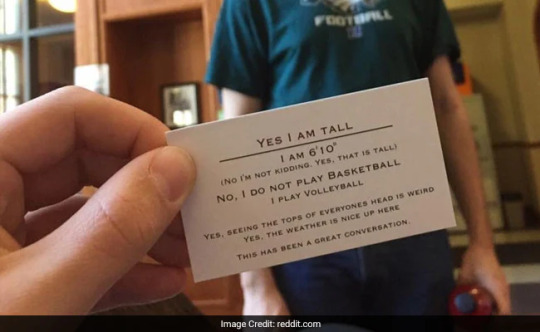 FOOTBALL
YES I AM TALL
I AM 6'10"
(NO I'M NOT KIDDING. YES, THAT IS TALL)
NO, I DO NOT PLAY BASKETBALL
I PLAY VOLLEYBALL
YES, SEEING THE TOPS OF EVERYONES HEAD IS WEIRD
YES, THE WEATHER IS NICE UP HERE
THIS HAS BEEN A GREAT CONVERSATION.
Image Credit: reddit.com